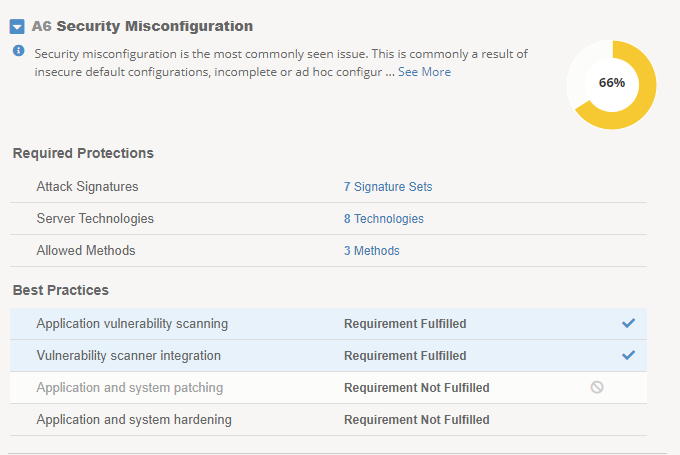 A6 Security Misconfiguration
Security misconfiguration is the most commonly seen issue. This is commonly a result of
insecure default configurations, incomplete or ad hoc configur ... See More
66%
Required Protections
Attack Signatures 7 Signature Sets
Server Technologies 8 Technologies
Allowed Methods 3 Methods
Best Practices
Application vulnerability scanning Requirement Fulfilled
Vulnerability scanner integration Requirement Fulfilled
Application and system patching Requirement Not Fulfilled
Application and system hardening Requirement Not Fulfilled